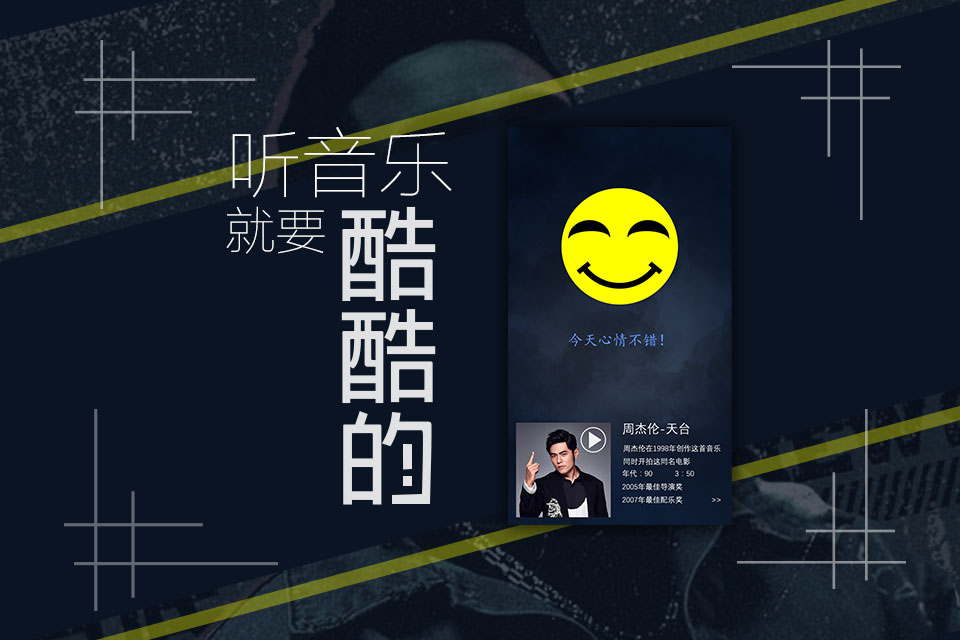 听音乐
就要
酷
酷
的
今天心情不错！
周杰伦-天台
周杰伦在1998年创作这首音乐
同时开拍这同名电影
年代：90 3：50
2005年最佳导演奖
2007年最佳配乐奖 >>